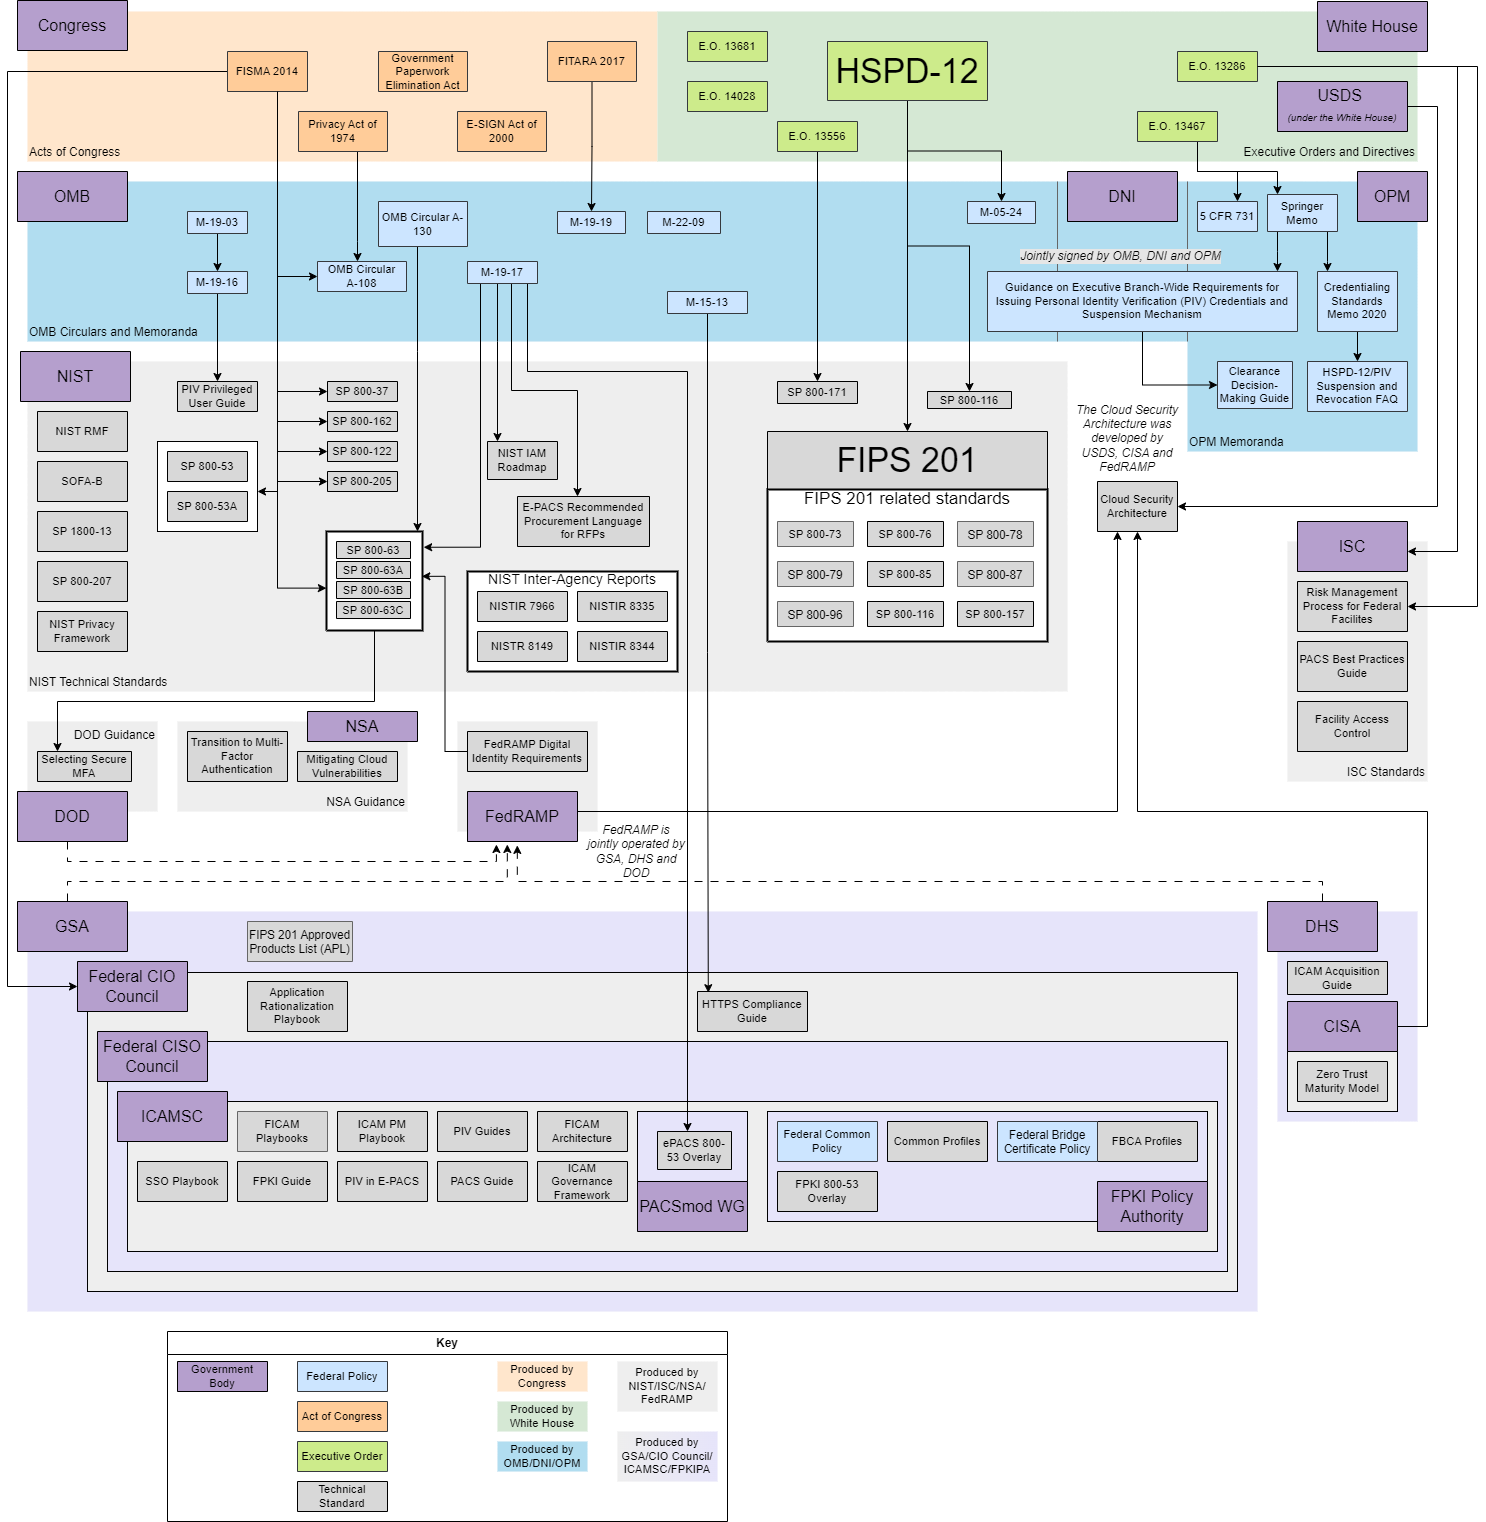 Congress
White House
FISMA 2014
Government
Paperwork
Elimination Act
FITARA 2017
E.O. 13681
HSPD-12
E.O. 13286
E.O. 14028
USDS
(under the White House)
Privacy Act of
1974
E-SIGN Act of
2000
E.O. 13556
E.O. 13467
Acts of Congress
Executive Orders and Directives
OMB
DNI
OPM
M-19-03
OMB Circular A-
130
M-19-19
M-22-09
M-05-24
5 CFR 731
Springer
Memo
Jointly signed by OMB, DNI and OPM
M-19-16
OMB Circular
A-108
M-19-17
M-15-13
Guidance on Executive Branch-Wide Requirements for
Issuing Personal Identity Verification (PIV) Credentials and
Suspension Mechanism
Credentialing
Standards
Memo 2020
OMB Circulars and Memoranda
NIST
PIV Privileged
User Guide
SP 800-37
SP 800-171
SP 800-116
Clearance
Decision-
Making Guide
HSPD-12/PIV
Suspension and
Revocation FAQ
OPM Memoranda
NIST RMF
SP 800-162
The Cloud Security
Architecture was
developed by
USDS, CISA and
FedRAMP
SP 800-53
SP 800-122
NIST IAM
Roadmap
FIPS 201
SOFA-B
SP 800-53A
SP 800-205
FIPS 201 related standards
Cloud Security
Architecture
SP 1800-13
E-PACS Recommended
Procurement Language
for RFPs
SP 800-73
SP 800-76
SP 800-78
ISC
SP 800-63
SP 800-63A
SP 800-63B
SP 800-63C
SP 800-207
NIST Inter-Agency Reports
NISTIR 7966
NISTIR 8335
NISTR 8149
NISTIR 8344
SP 800-79
SP 800-85
SP 800-87
SP 800-96
SP 800-116
SP 800-157
Risk Management
Process for Federal
Facilites
NIST Privacy
Framework
PACS Best Practices
Guide
NIST Technical Standards
Facility Access
Control
ISC Standards
DOD Guidance
Selecting Secure
MFA
DOD
NSA
Transition to Multi-
Factor
Authentication
Mitigating Cloud
Vulnerabilities
NSA Guidance
FedRAMP Digital
Identity Requirements
FedRAMP
FedRAMP is
jointly operated by
GSA, DHS and
DOD
GSA
FIPS 201 Approved
Products List (APL)
DHS
Federal CIO
Council
Application
Rationalization
Playbook
HTTPS Compliance
Guide
ICAM Acquisition
Guide
CISA
Zero Trust
Maturity Model
Federal CISO
Council
ICAMSC
FICAM
Playbooks
ICAM PM
Playbook
PIV Guides
FICAM
Architecture
ePACS 800-
53 Overlay
Federal Common
Policy
Common Profiles
Federal Bridge
Certificate Policy
FBCA Profiles
SSO Playbook
FPKI Guide
PIV in E-PACS
PACS Guide
ICAM
Governance
Framework
PACSmod WG
FPKI 800-53
Overlay
FPKI Policy
Authority
Key
Government
Body
Federal Policy
Produced by
Congress
Produced by
NIST/ISC/NSA/
FedRAMP
Act of Congress
Produced by
White House
Executive Order
Produced by
OMB/DNI/OPM
Produced by
GSA/CIO Council/
ICAMSC/FPKIPA
Technical
Standard